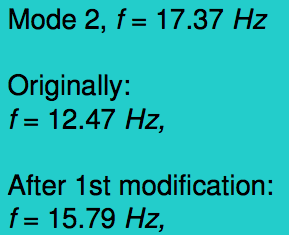 Mode 2, f = 17.37 Hz
Originally:
f = 12.47 Hz,
After 1st modification:
f = 15.79 Hz,